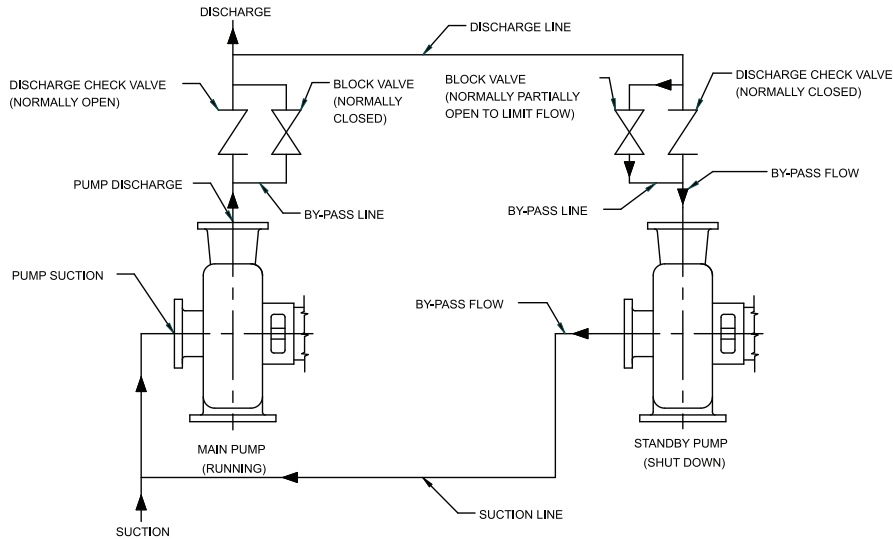 DISCHARGE
DISCHARGE LINE
DISCHARGE CHECK VALVE
(NORMALLY OPEN)
BLOCK VALVE
(NORMALLY
CLOSED)
BLOCK VALVE
(NORMALLY PARTIALLY
OPEN TO LIMIT FLOW)
DISCHARGE CHECK VALVE
(NORMALLY CLOSED)
PUMP DISCHARGE
BY-PASS LINE
BY-PASS LINE
BY-PASS FLOW
PUMP SUCTION
BY-PASS FLOW
MAIN PUMP
(RUNNING)
STANDBY PUMP
(SHUT DOWN)
SUCTION
SUCTION LINE